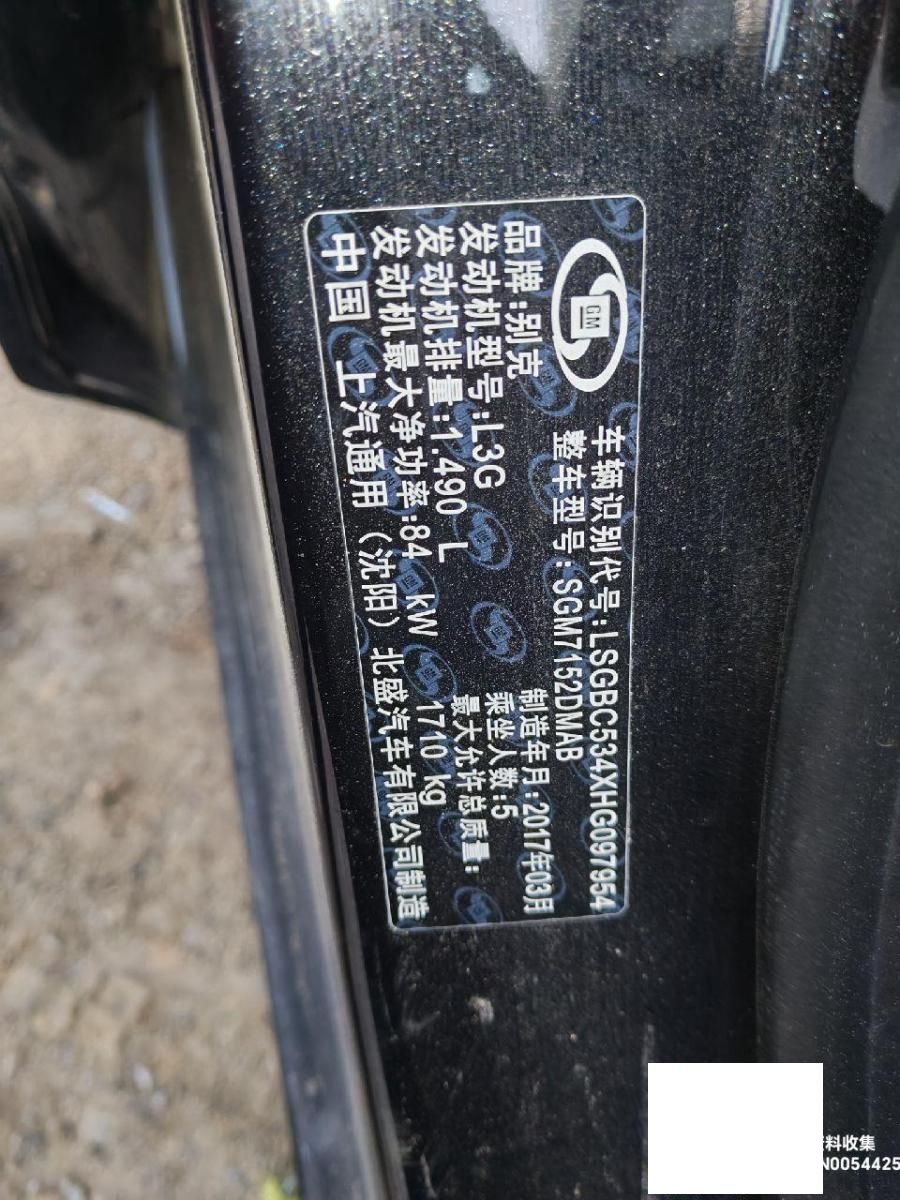 GM
车辆识别代号:LSGBC534XHG097954
整车型号:SGM7152DMAB
品牌:别克
发动机型号:L3G
制造年月:2017年03月
发动机排量:1.490 L
乘坐人数:5
发动机最大净功率:84 kW
最大允许总质量:
1710 kg
中国 上汽通用（沈阳）北盛汽车有限公司制造
料收集
N0054425